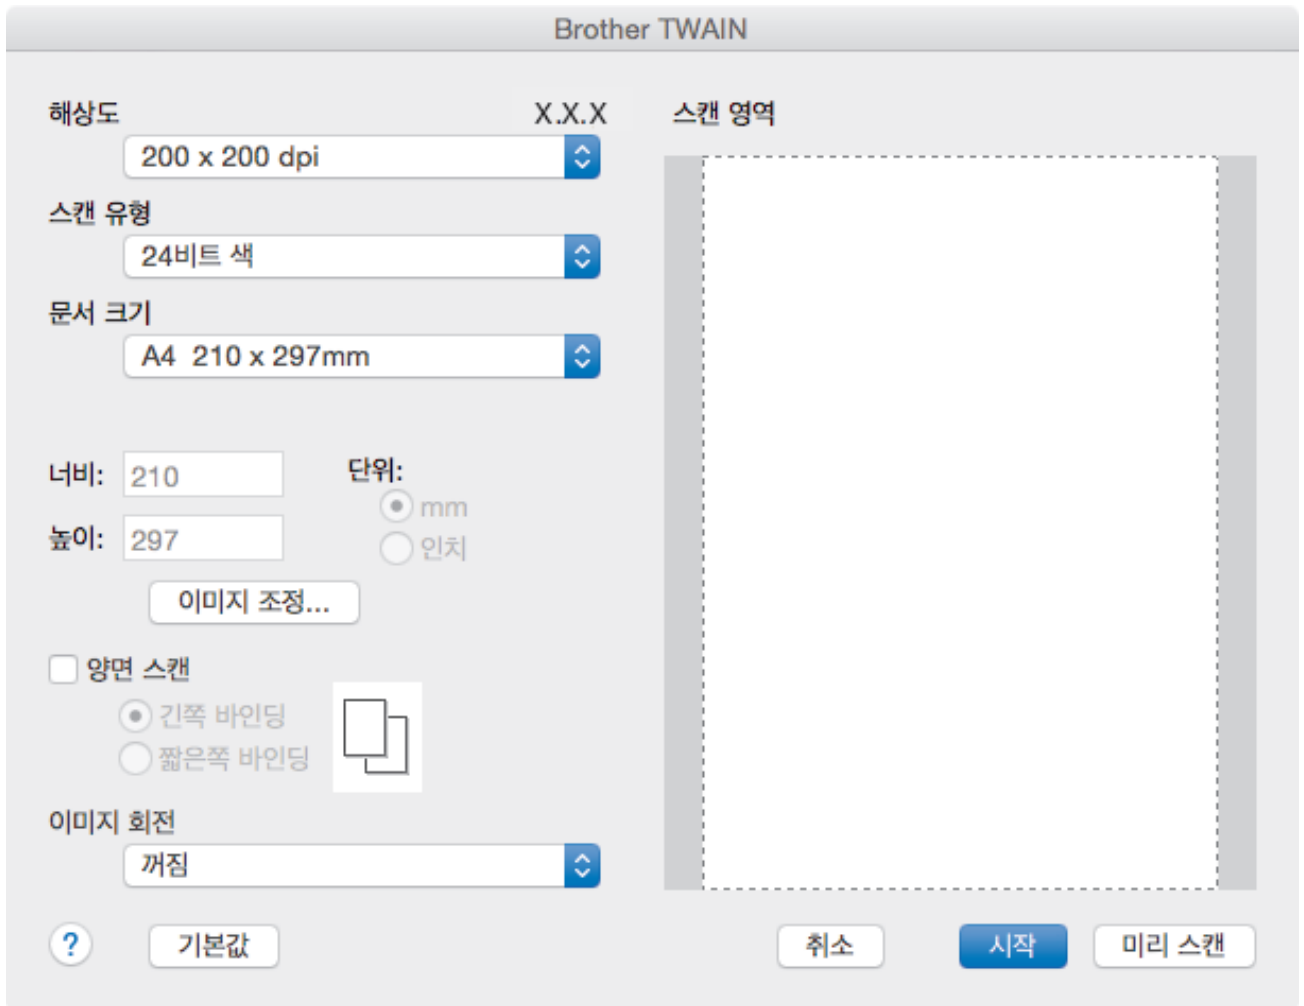 Brother TWAIN
해상도
X.X.X
200 x 200 dpi
스캔 유형
24비트 색
문서 크기
A4 210 x 297mm
너비: 210
높이: 297
단위:
mm
인치
이미지 조정...
양면 스캔
긴쪽 바인딩
짧은쪽 바인딩
이미지 회전
꺼짐
? 기본값
스캔 영역
취소 시작 미리 스캔